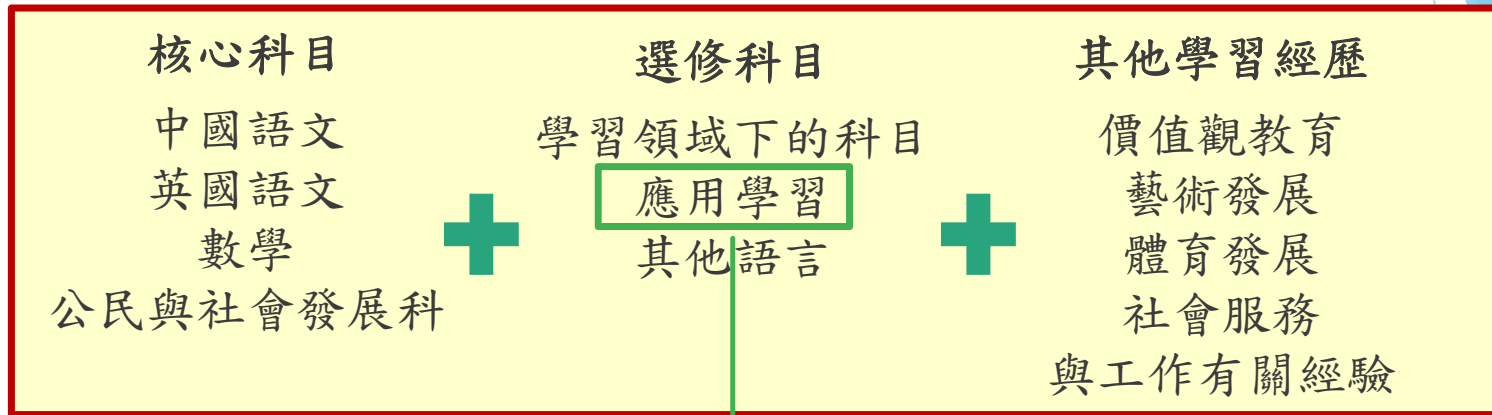 核心科目
中國語文
英國語文
數學
公民與社會發展科
選修科目
學習領域下的科目
應用學習
其他語言
其他學習經歷
價值觀教育
藝術發展
體育發展
社會服務
與工作有關經驗